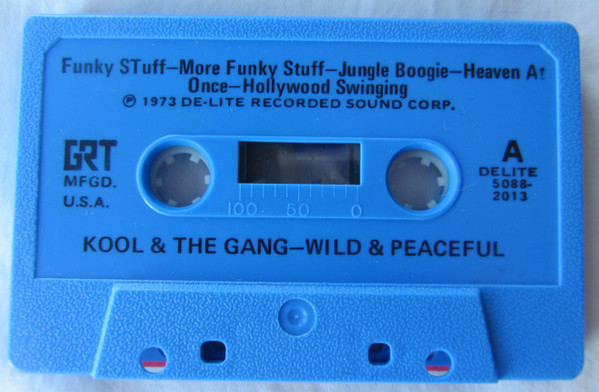 Funky STuff—More Funky Stuff—Jungle Boogie—Heaven At
Once—Hollywood Swinging
℗ 1973 DE-LITE RECORDED SOUND CORP.
GRT
MFGD.
U.S.A.
A
DELITE
5088-
2013
100 50 0
KOOL & THE GANG—WILD & PEACEFUL